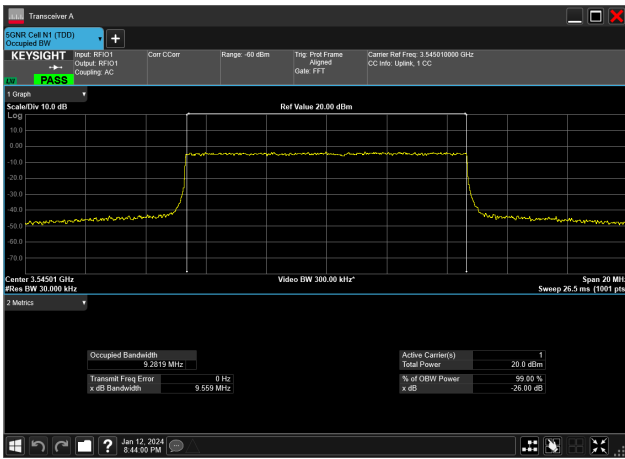 Transceiver A
5GNR Cell N1 (TDD)
Occupied BW
KEYSIGHT
LXI
PASS
Input: RFIO1
Output: RFIO1
Coupling: AC
Corr CCorr
Range: -60 dBm
Trig: Prot Frame
Aligned
Gate: FFT
Carrier Ref Freq: 3.545010000 GHz
CC Info: Uplink, 1 CC
1 Graph
Scale/Div 10.0 dB
Ref Value 20.00 dBm
Log
10.0
0.00
-10.0
-20.0
-30.0
-40.0
-50.0
-60.0
-70.0
Center 3.54501 GHz
Video BW 300.00 kHz*
Span 20 MHz
#Res BW 30.000 kHz
Sweep 26.5 ms (1001 pts
2 Metrics
Occupied Bandwidth
9.2819 MHz
Transmit Freq Error 0 Hz
x dB Bandwidth 9.559 MHz
Active Carrier(s) 1
Total Power 20.0 dBm
% of OBW Power 99.00 %
x dB -26.00 dB
?
Jan 12, 2024
8:44:00 PM